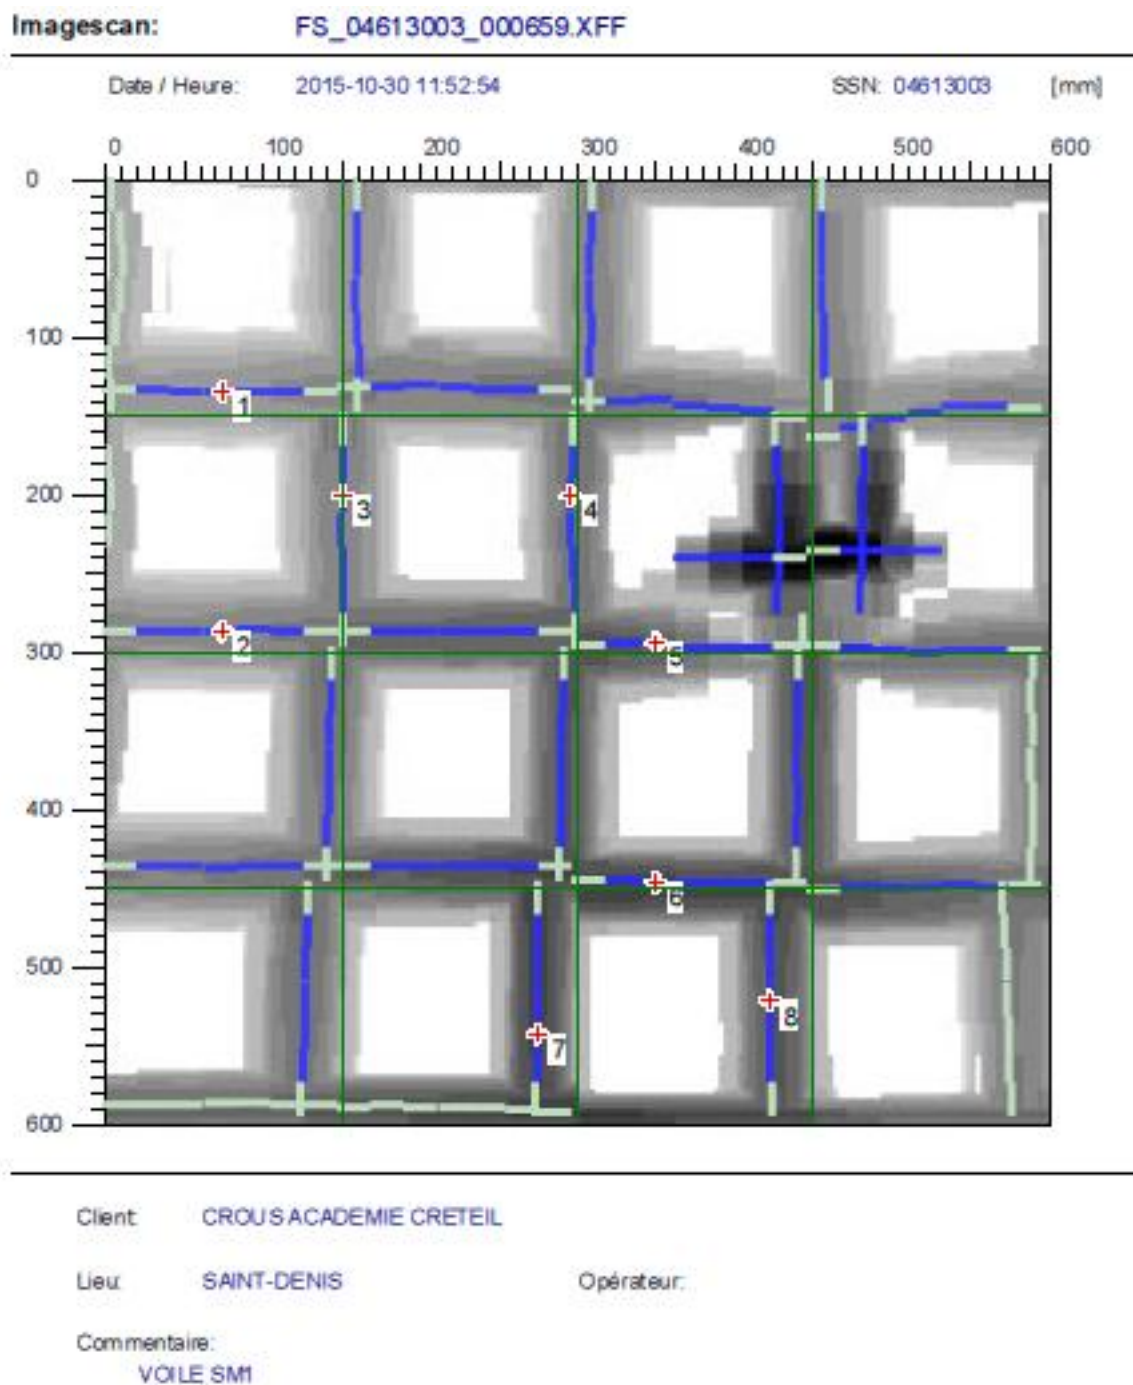 Imagescan: FS_04613003_000659.XFF
Date / Heure: 2015-10-30 11:52:54 SSN: 04613003 [mm]
0 100 200 300 400 500 600
0
100
1
200
3 4
2
300
5
400
6
500
7 8
600
Client: CROUS ACADEMIE CRETEIL
Lieu: SAINT-DENIS Opérateur:
Commentaire:
VOILE SM1